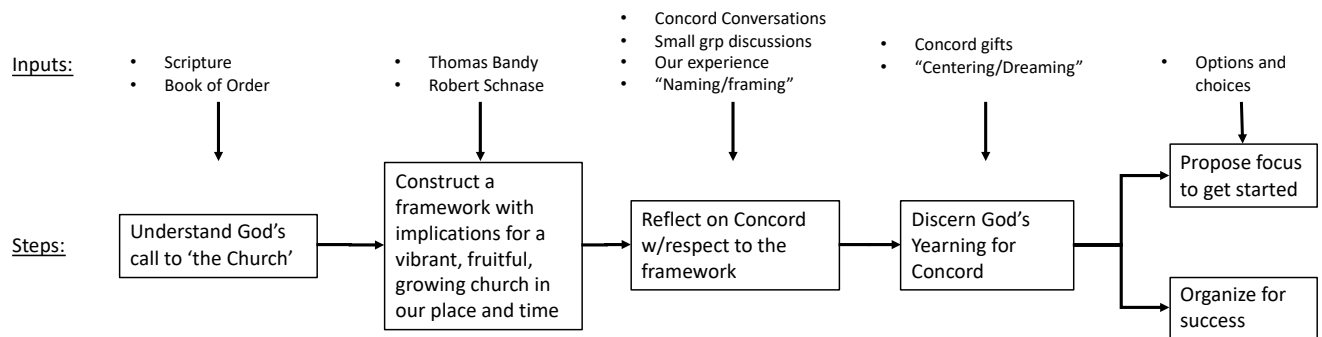 Inputs:
• Scripture
• Book of Order
• Thomas Bandy
• Robert Schnase
• Concord Conversations
• Small grp discussions
• Our experience
• “Naming/framing”
• Concord gifts
• “Centering/Dreaming”
• Options and
choices
Steps:
Understand God’s
call to ‘the Church’
Construct a
framework with
implications for a
vibrant, fruitful,
growing church in
our place and time
Reflect on Concord
w/respect to the
framework
Discern God’s
Yearning for
Concord
Propose focus
to get started
Organize for
success